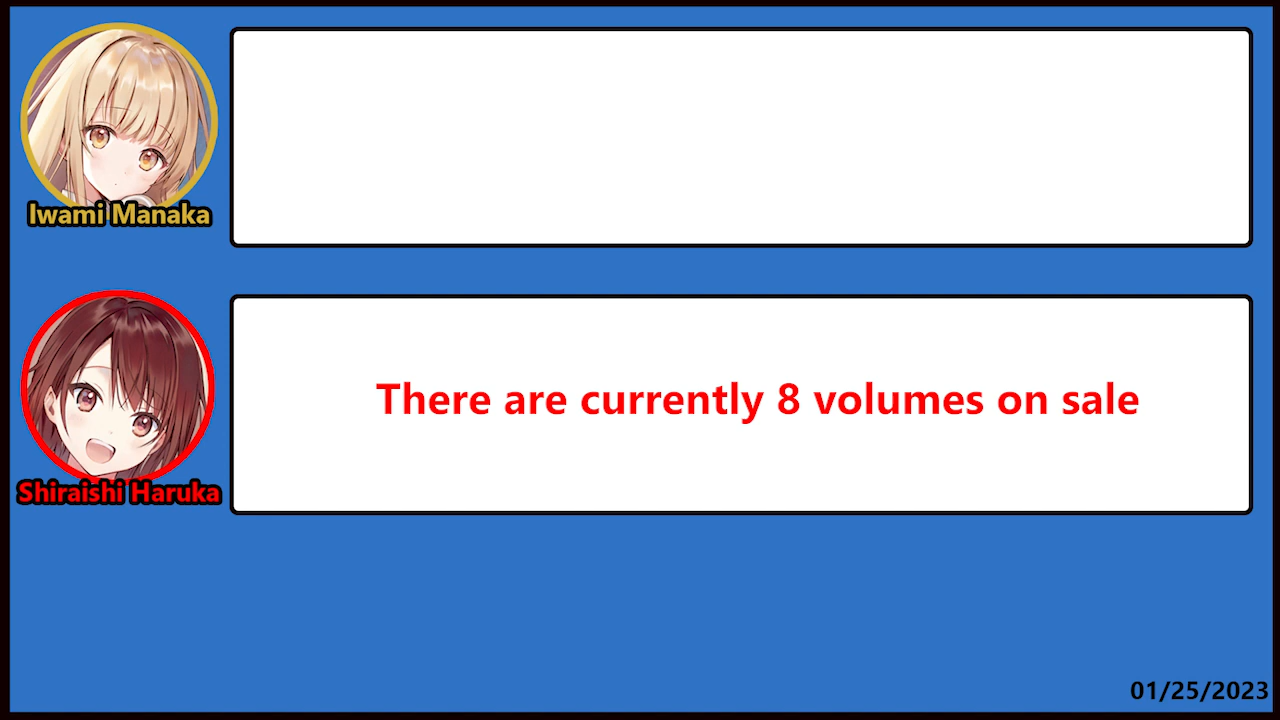 Iwami Manaka
There are currently 8 volumes on sale
Shiraishi Haruka
01/25/2023